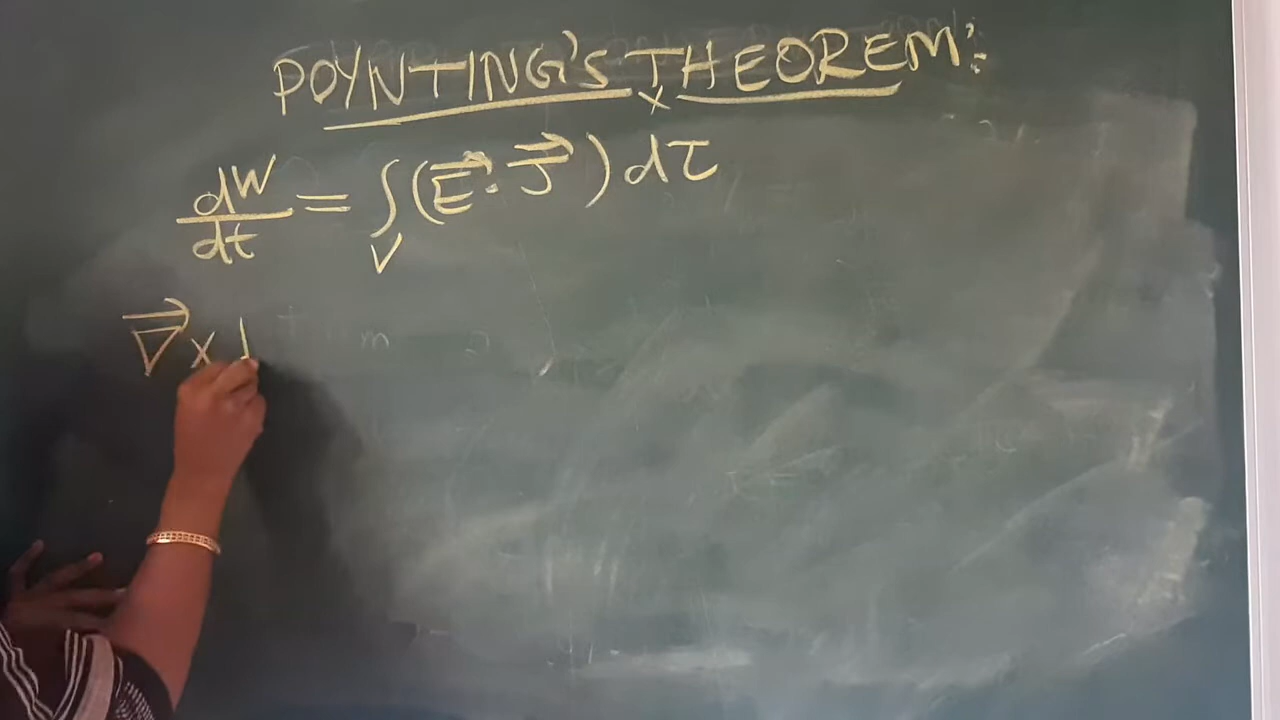 POYNTING'S THEOREM:
x
dW/dt = ∫_V (E⃗ · J⃗) dτ
∇⃗ x